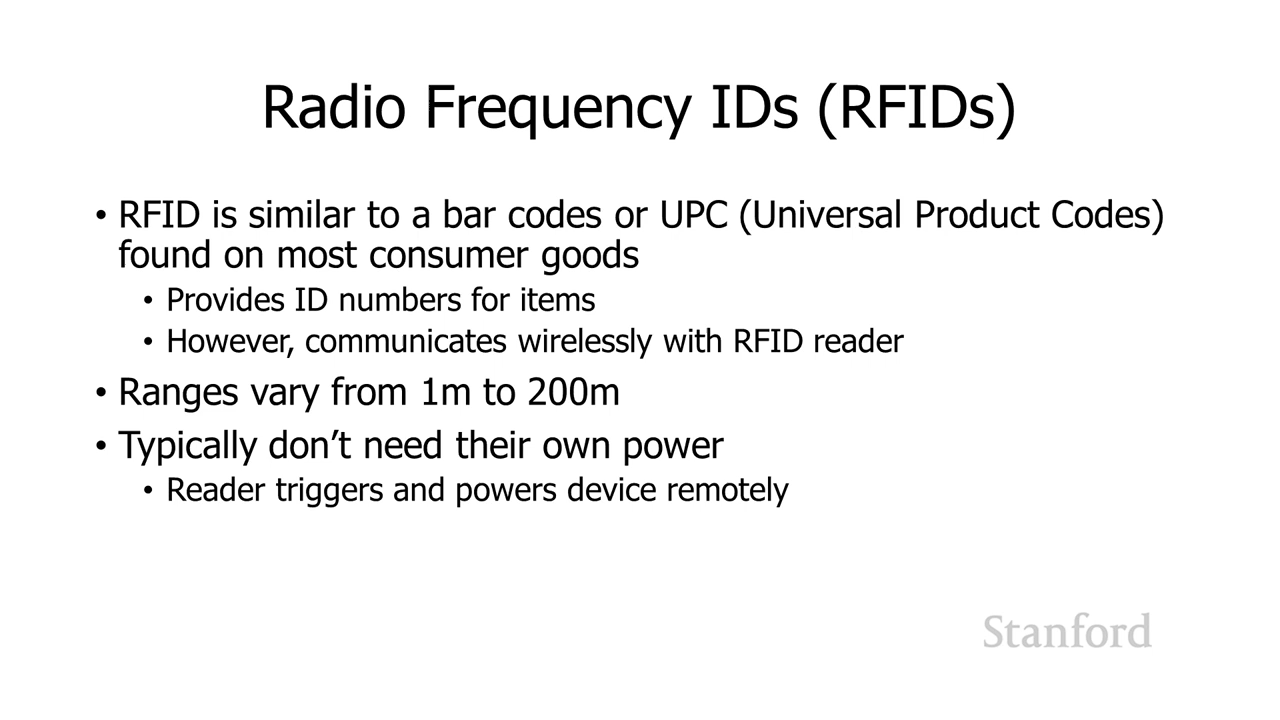 Radio Frequency IDs (RFIDs)
• RFID is similar to a bar codes or UPC (Universal Product Codes)
found on most consumer goods
• Provides ID numbers for items
• However, communicates wirelessly with RFID reader
• Ranges vary from 1m to 200m
• Typically don’t need their own power
• Reader triggers and powers device remotely
Stanford